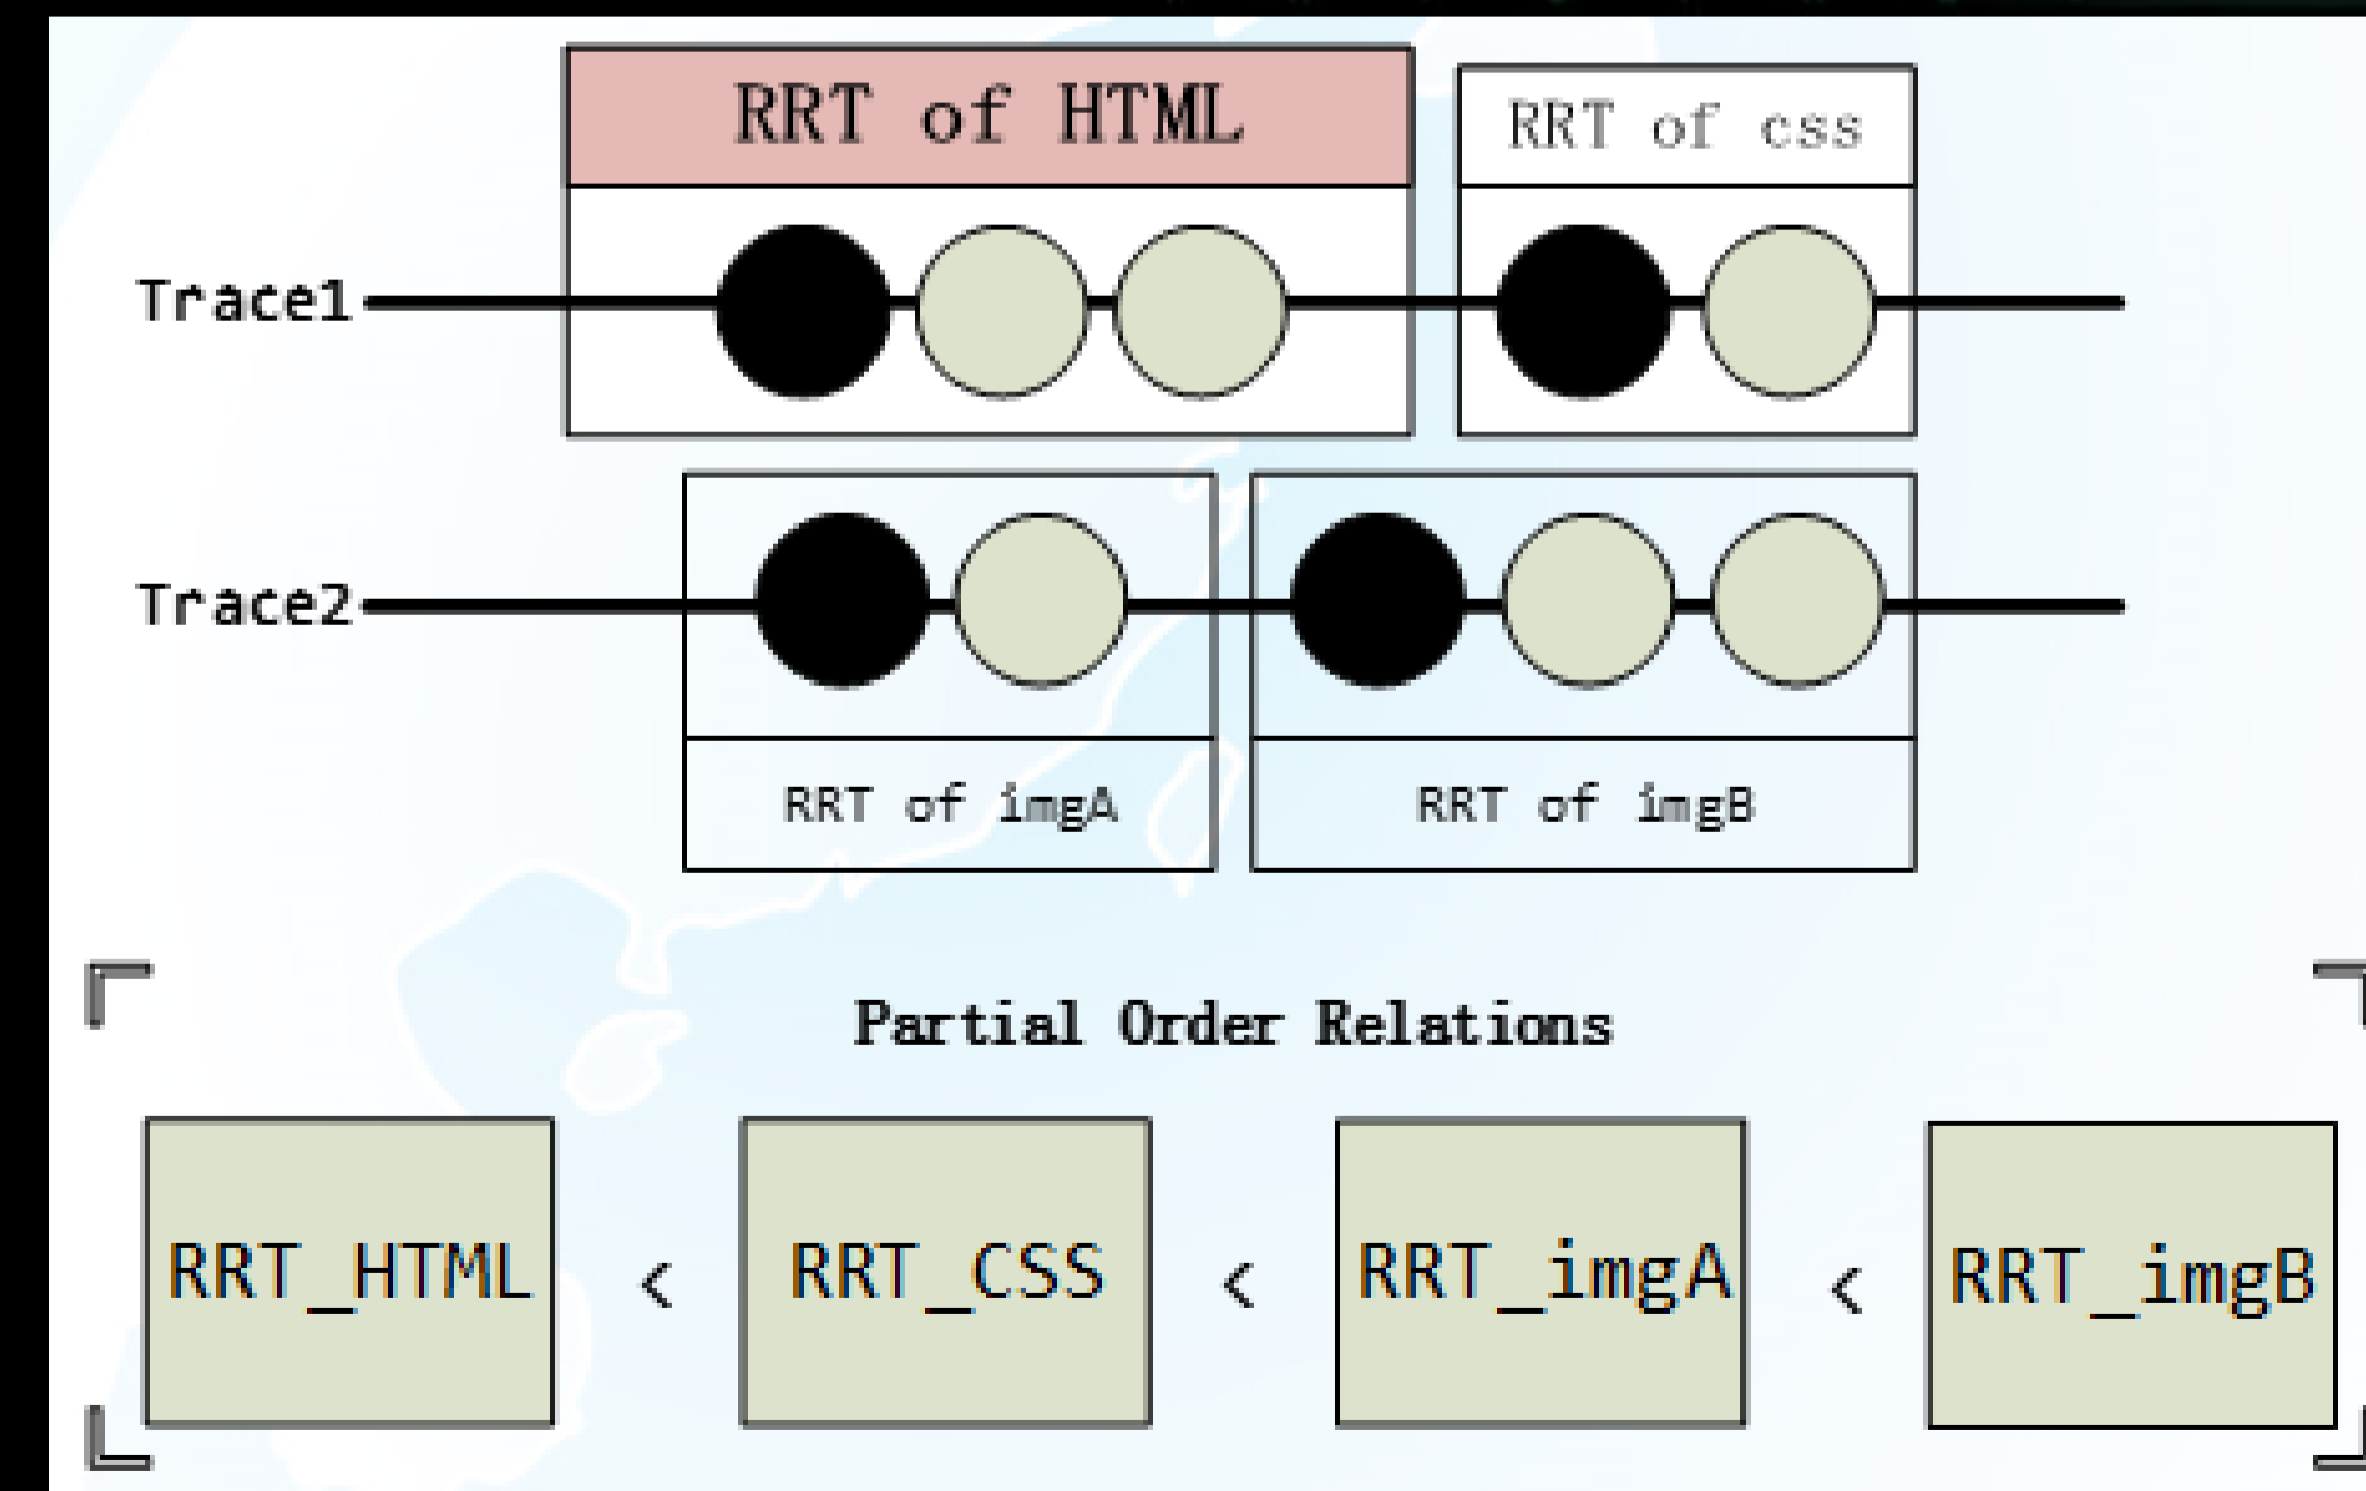 RRT of HTML
RRT of css
Trace1
Trace2
RRT of imgA
RRT of imgB
Partial Order Relations
RRT_HTML < RRT_CSS < RRT_imgA < RRT_imgB